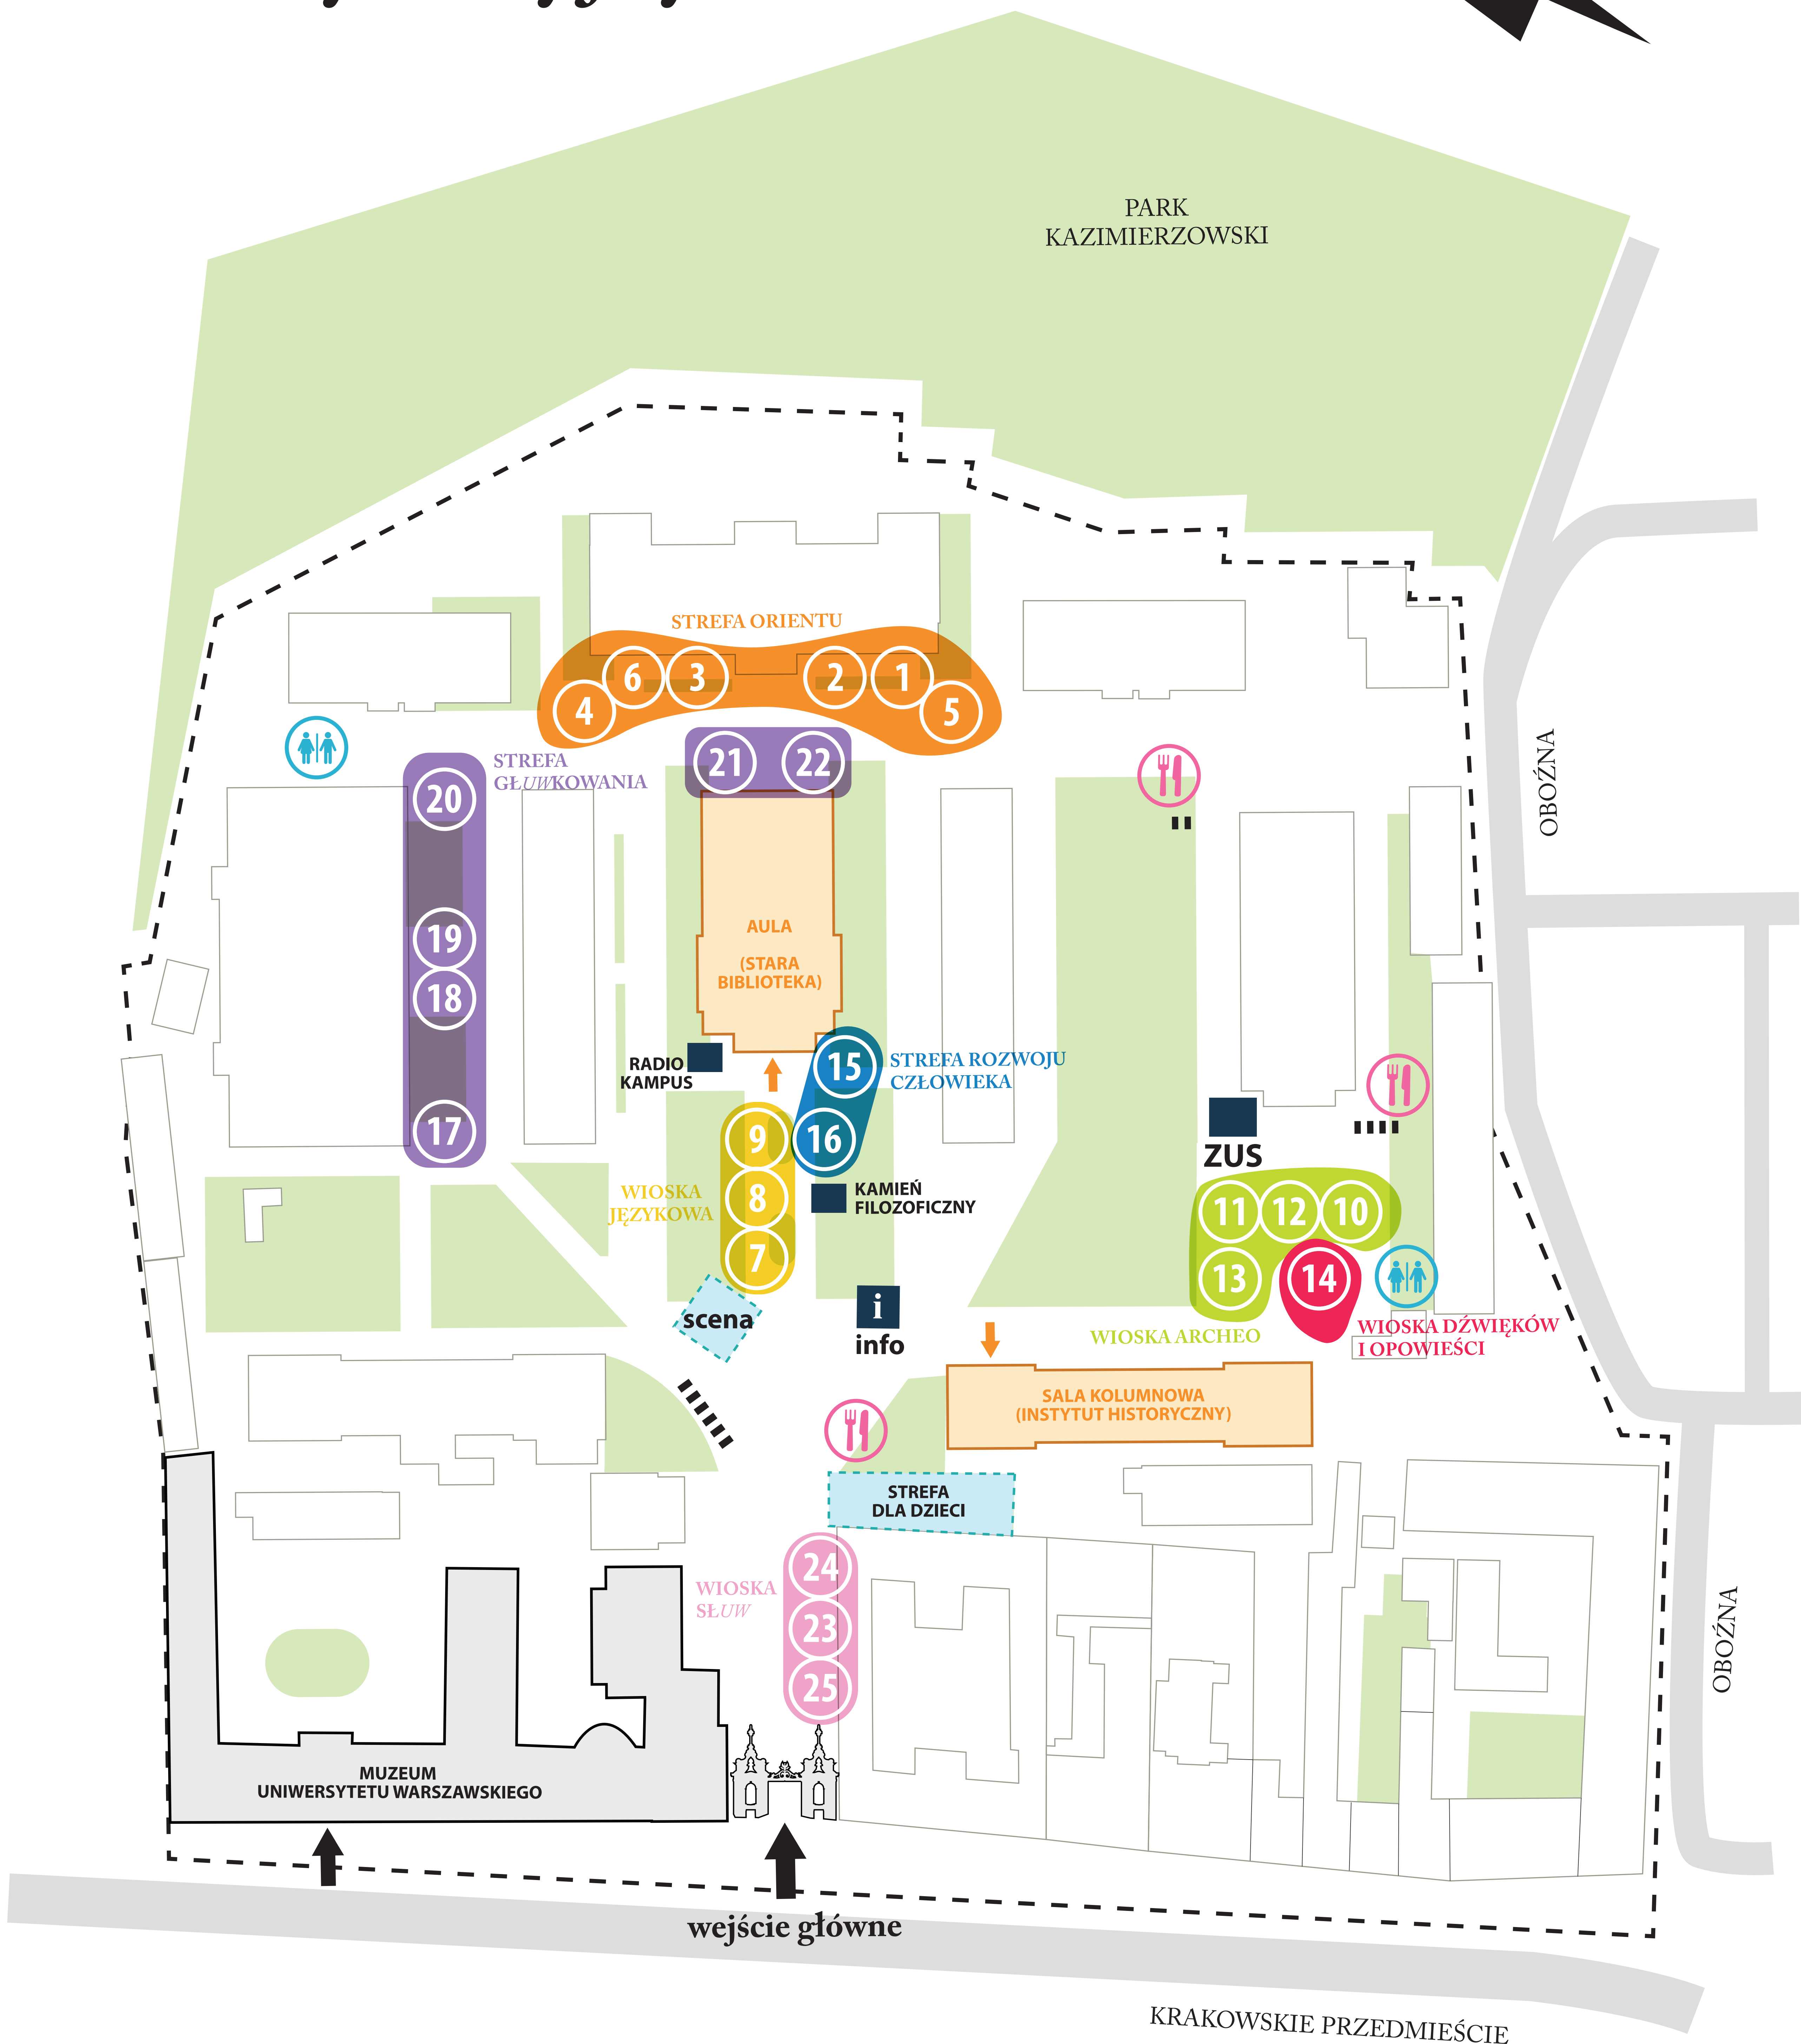 PARK
KAZIMIERZOWSKI
STREFA ORIENTU
6
3
2
1
4
5
21
22
STREFA
GŁUWKOWANIA
20
19
18
17
OBOŹNA
AULA
(STARA
BIBLIOTEKA)
RADIO
KAMPUS
15
STREFA ROZWOJU
CZŁOWIEKA
16
9
8
7
WIOSKA
JĘZYKOWA
KAMIEŃ
FILOZOFICZNY
ZUS
11
12
10
13
14
scena
i
info
WIOSKA ARCHEO
WIOSKA DŹWIĘKÓW
I OPOWIEŚCI
SALA KOLUMNOWA
(INSTYTUT HISTORYCZNY)
STREFA
DLA DZIECI
24
23
25
WIOSKA
SŁUW
OBOŹNA
MUZEUM
UNIWERSYTETU WARSZAWSKIEGO
wejście główne
KRAKOWSKIE PRZEDMIEŚCIE